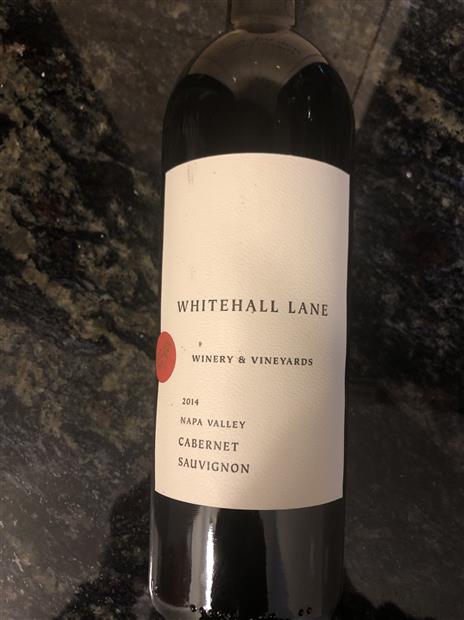 WHITEHALL LANE
WINERY & VINEYARDS
2014
NAPA VALLEY
CABERNET
SAUVIGNON